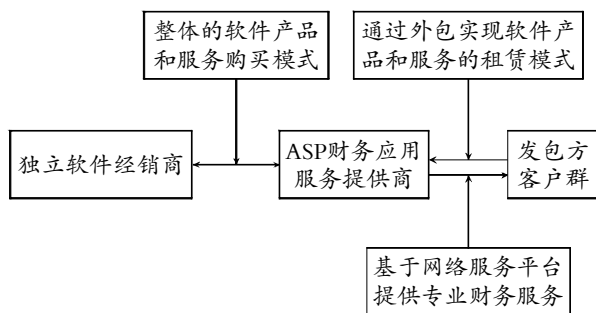 整体的软件产品
和服务购买模式
通过外包实现软件产
品和服务的租赁模式
独立软件经销商
ASP财务应用
服务提供商
发包方
客户群
基于网络服务平台
提供专业财务服务